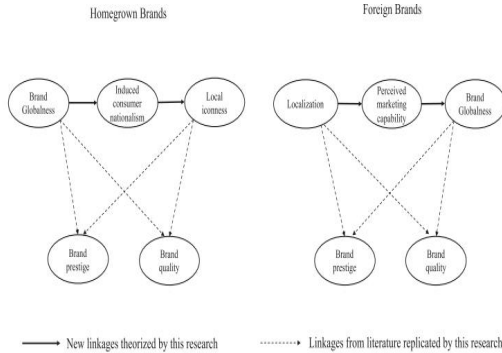 Homegrown Brands
Foreign Brands
Brand
Globalness
Induced
consumer
nationalism
Local
iconness
Localization
Perceived
marketing
capability
Brand
Globalness
Brand
prestige
Brand
quality
Brand
prestige
Brand
quality
New linkages theorized by this research
Linkages from literature replicated by this research